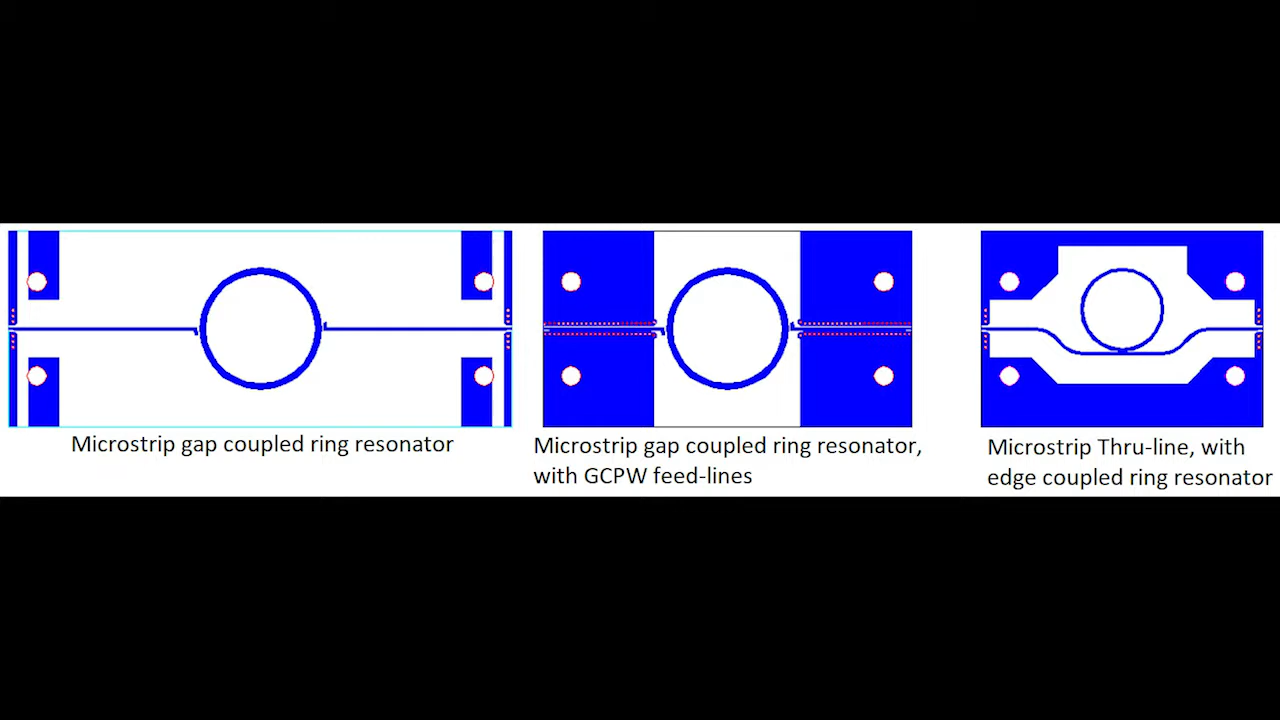 Microstrip gap coupled ring resonator
Microstrip gap coupled ring resonator,
with GCPW feed-lines
Microstrip Thru-line, with
edge coupled ring resonator